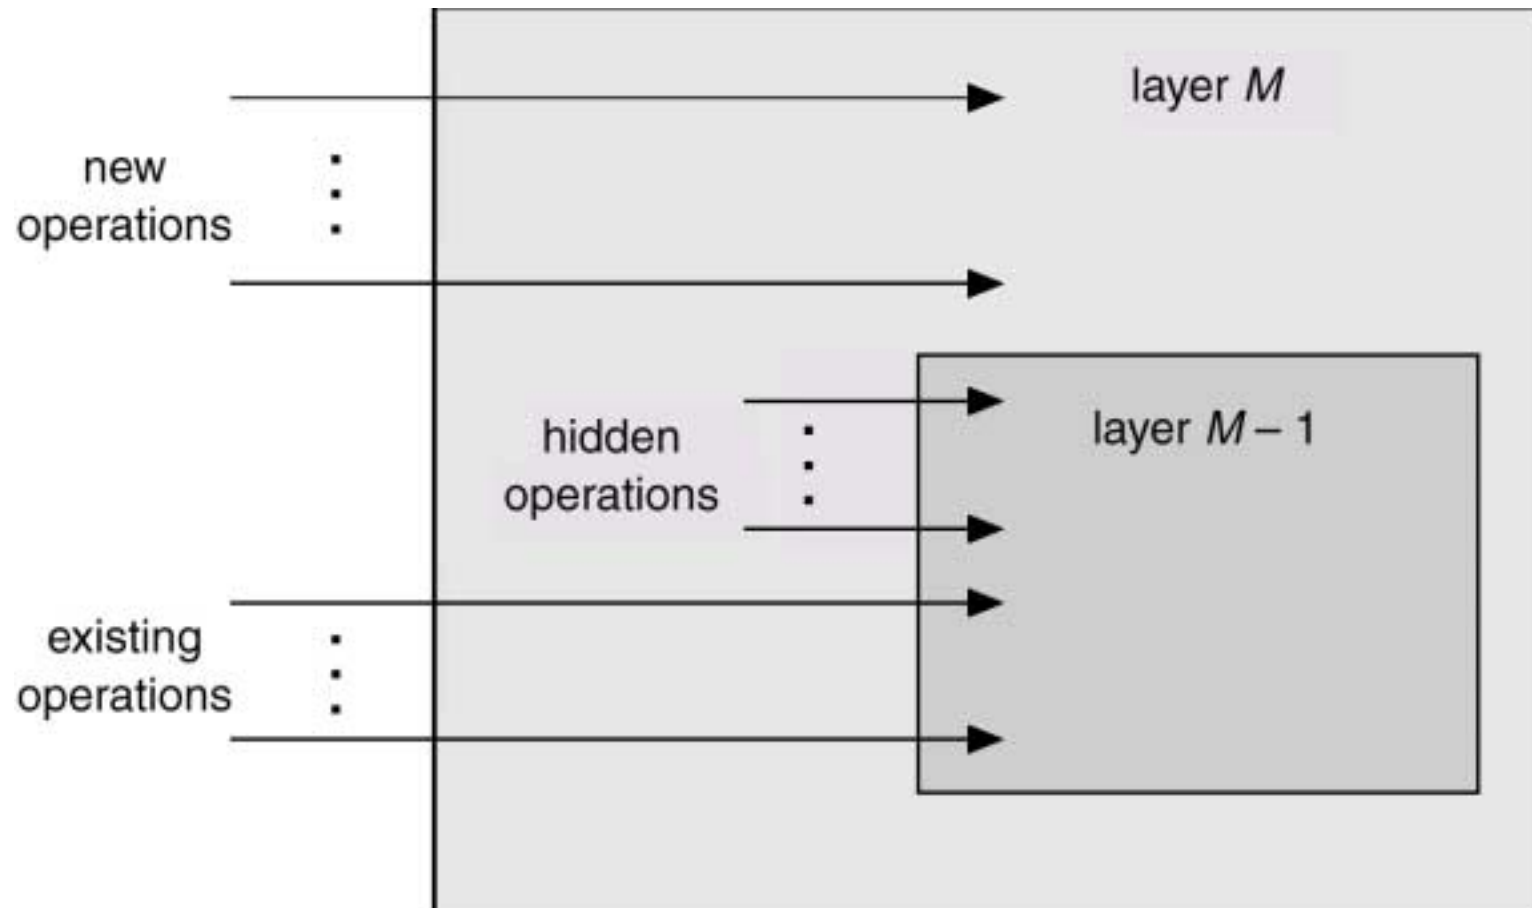 layer M
new
operations
hidden
operations
layer M – 1
existing
operations